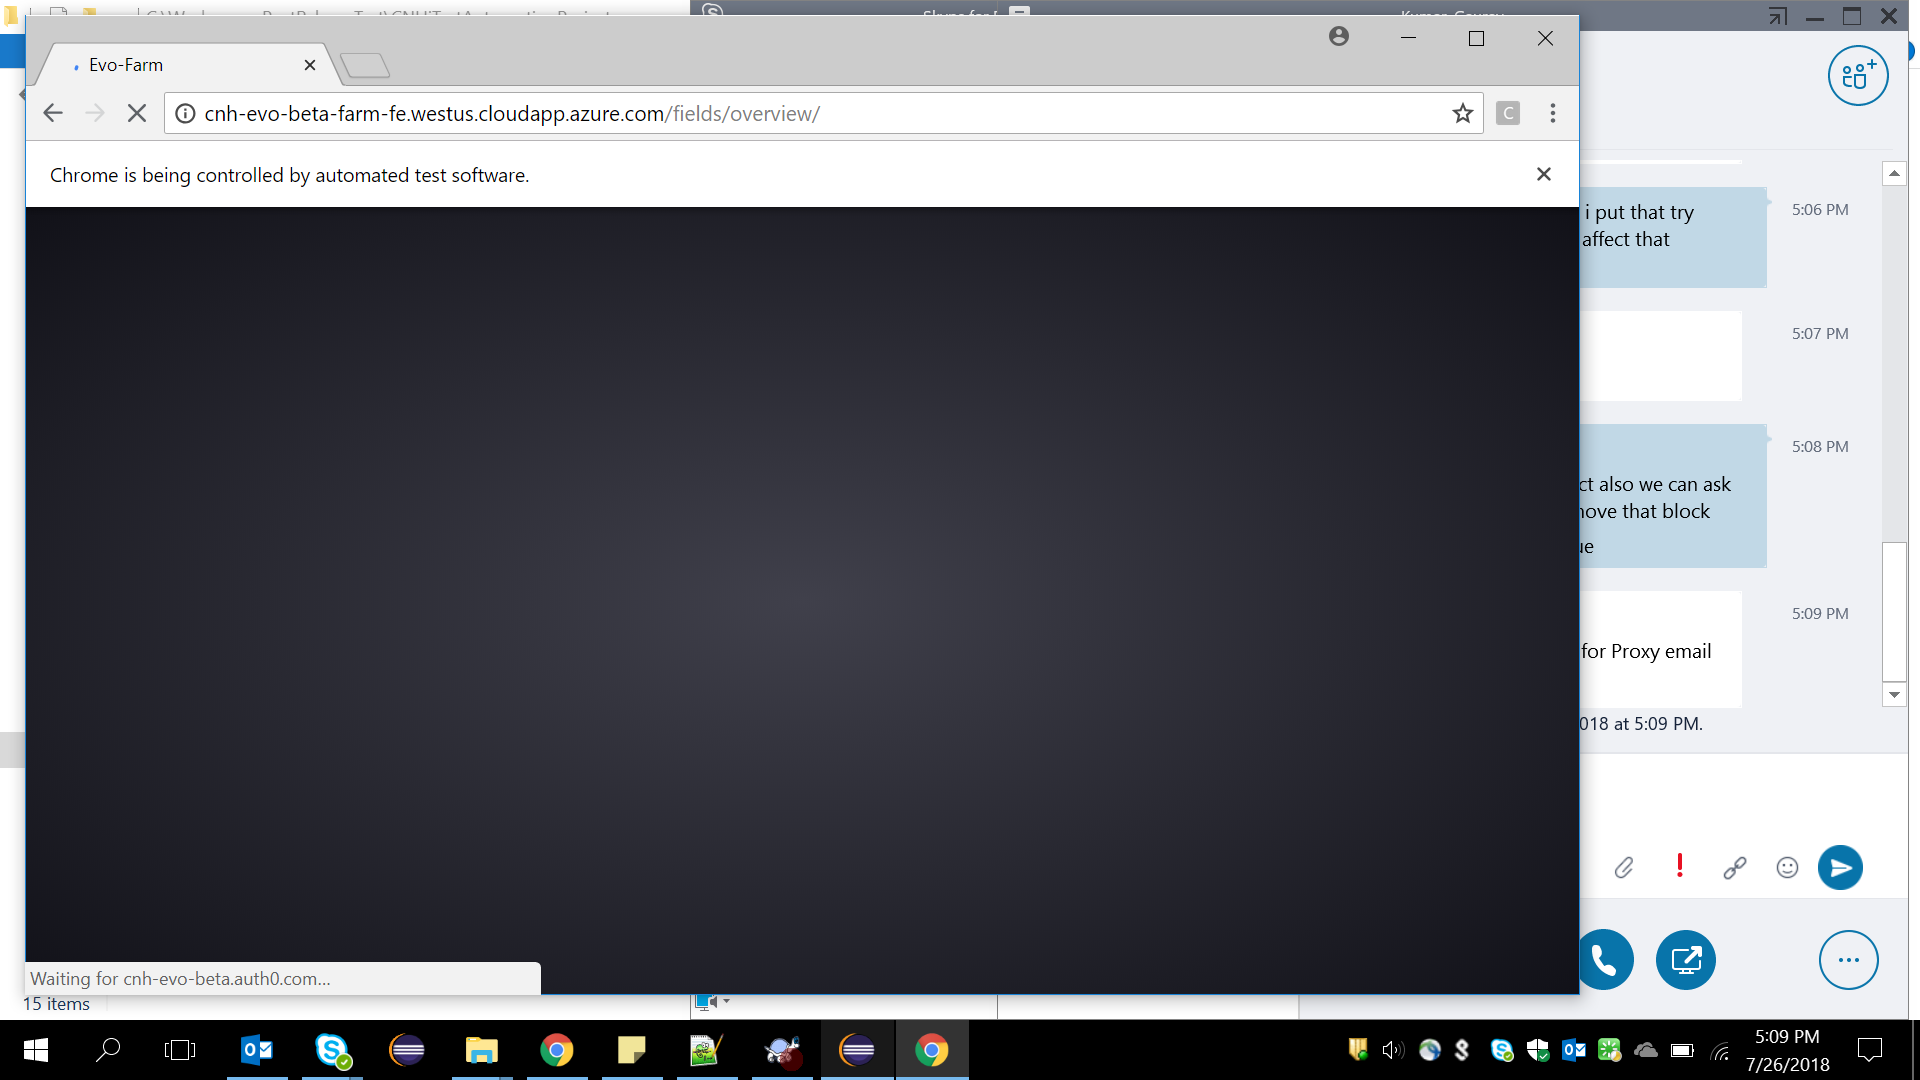 Evo-Farm
cnh-evo-beta-farm-fe.westus.cloudapp.azure.com/fields/overview/
C
Chrome is being controlled by automated test software.
i put that try
affect that
5:06 PM
5:07 PM
5:08 PM
ct also we can ask
that block
5:09 PM
for Proxy email
018 at 5:09 PM.
Waiting for cnh-evo-beta.auth0.com...
15 items
5:09 PM
7/26/2018